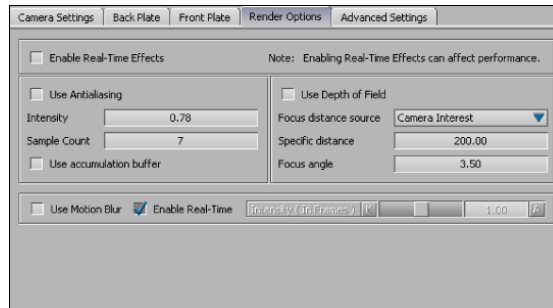 Camera Settings Back Plate Front Plate Render Options Advanced Settings
Enable Real-Time Effects Note: Enabling Real-Time Effects can affect performance.
Use Antialiasing
Intensity 0.78
Sample Count 7
Use accumulation buffer
Use Depth of Field
Focus distance source Camera Interest
Specific distance 200.00
Focus angle 3.50
Use Motion Blur Enable Real-Time Intensity ( in Frames ) K 1.00 A